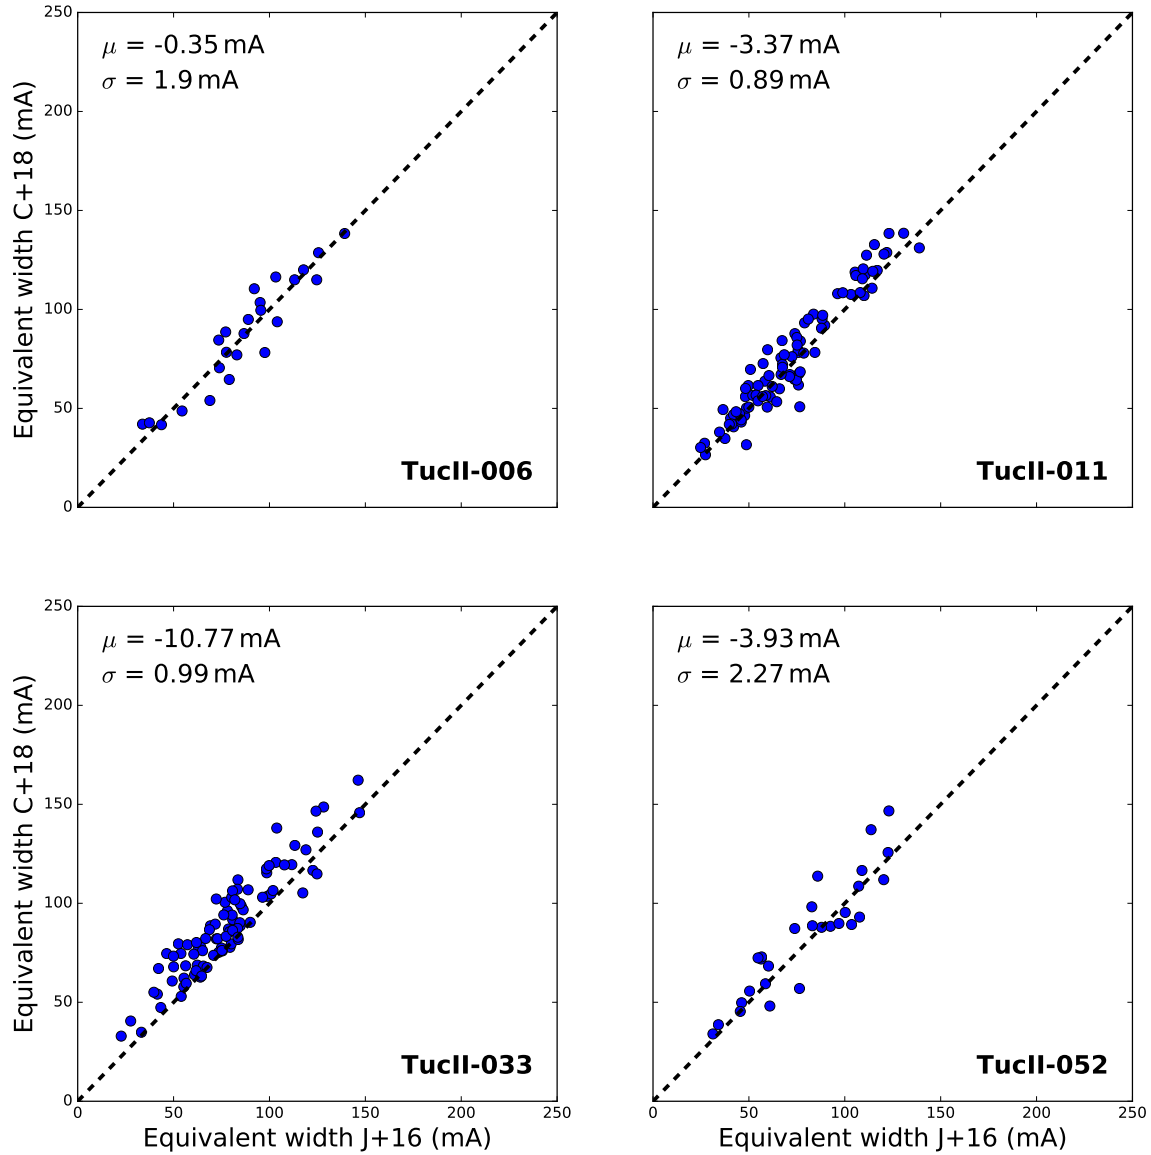 250
200
150
100
50
0
Equivalent width C+18 (mA)
μ = -0.35 mA
σ = 1.9 mA
TucII-006
μ = -3.37 mA
σ = 0.89 mA
TucII-011
250
200
150
100
50
0
Equivalent width C+18 (mA)
μ = -10.77 mA
σ = 0.99 mA
TucII-033
0 50 100 150 200 250
Equivalent width J+16 (mA)
μ = -3.93 mA
σ = 2.27 mA
TucII-052
0 50 100 150 200 250
Equivalent width J+16 (mA)